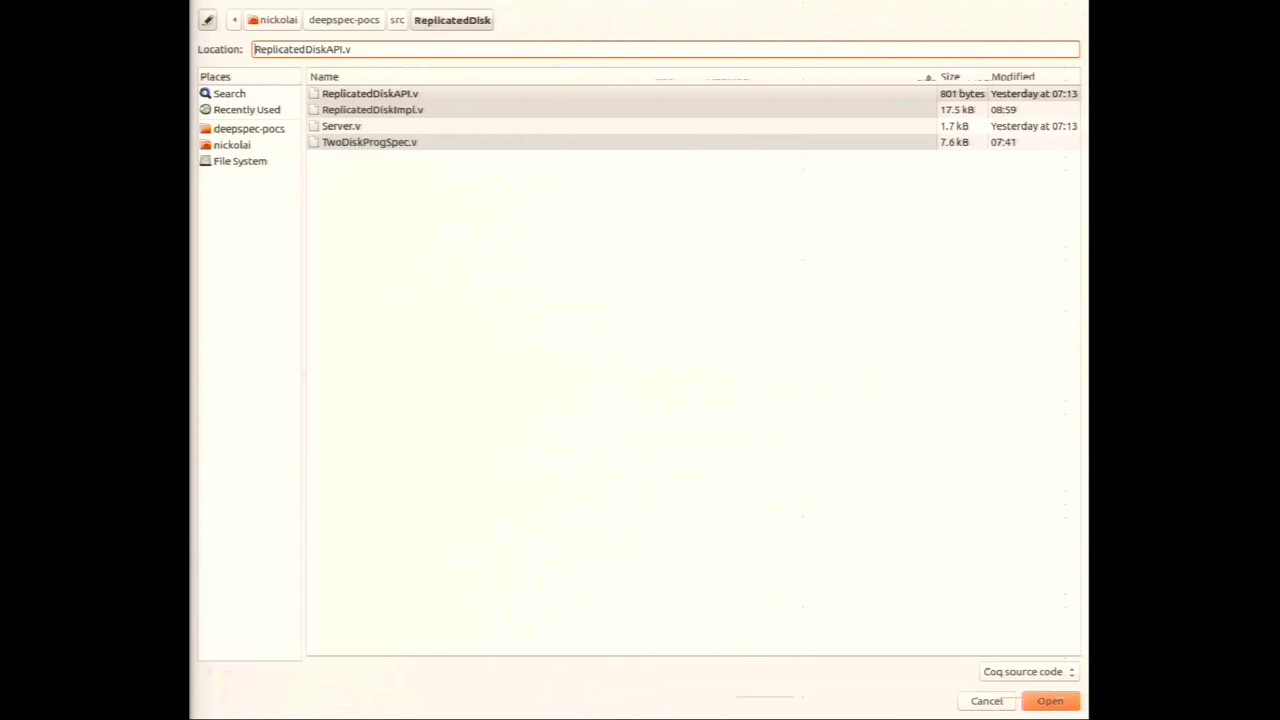 nickolai deepspec-pocs src ReplicatedDisk
Location: ReplicatedDiskAPI.v
Places Name Size Modified
Search ReplicatedDiskAPI.v 801 bytes Yesterday at 07:13
Recently Used ReplicatedDiskImpl.v 17.5 kB 08:59
deepspec-pocs Server.v 1.7 kB Yesterday at 07:13
nickolai TwoDiskProgSpec.v 7.6 kB 07:41
File System
Coq source code
Cancel Open